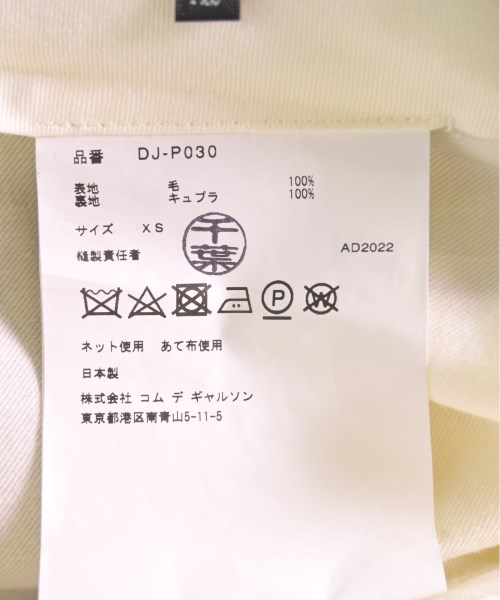 品番 DJ-P030
表地 毛 100%
裏地 キュプラ 100%
サイズ XS
千葉
縫製責任者
AD2022
P W
ネット使用 あて布使用
日本製
株式会社 コム デ ギャルソン
東京都港区南青山5-11-5